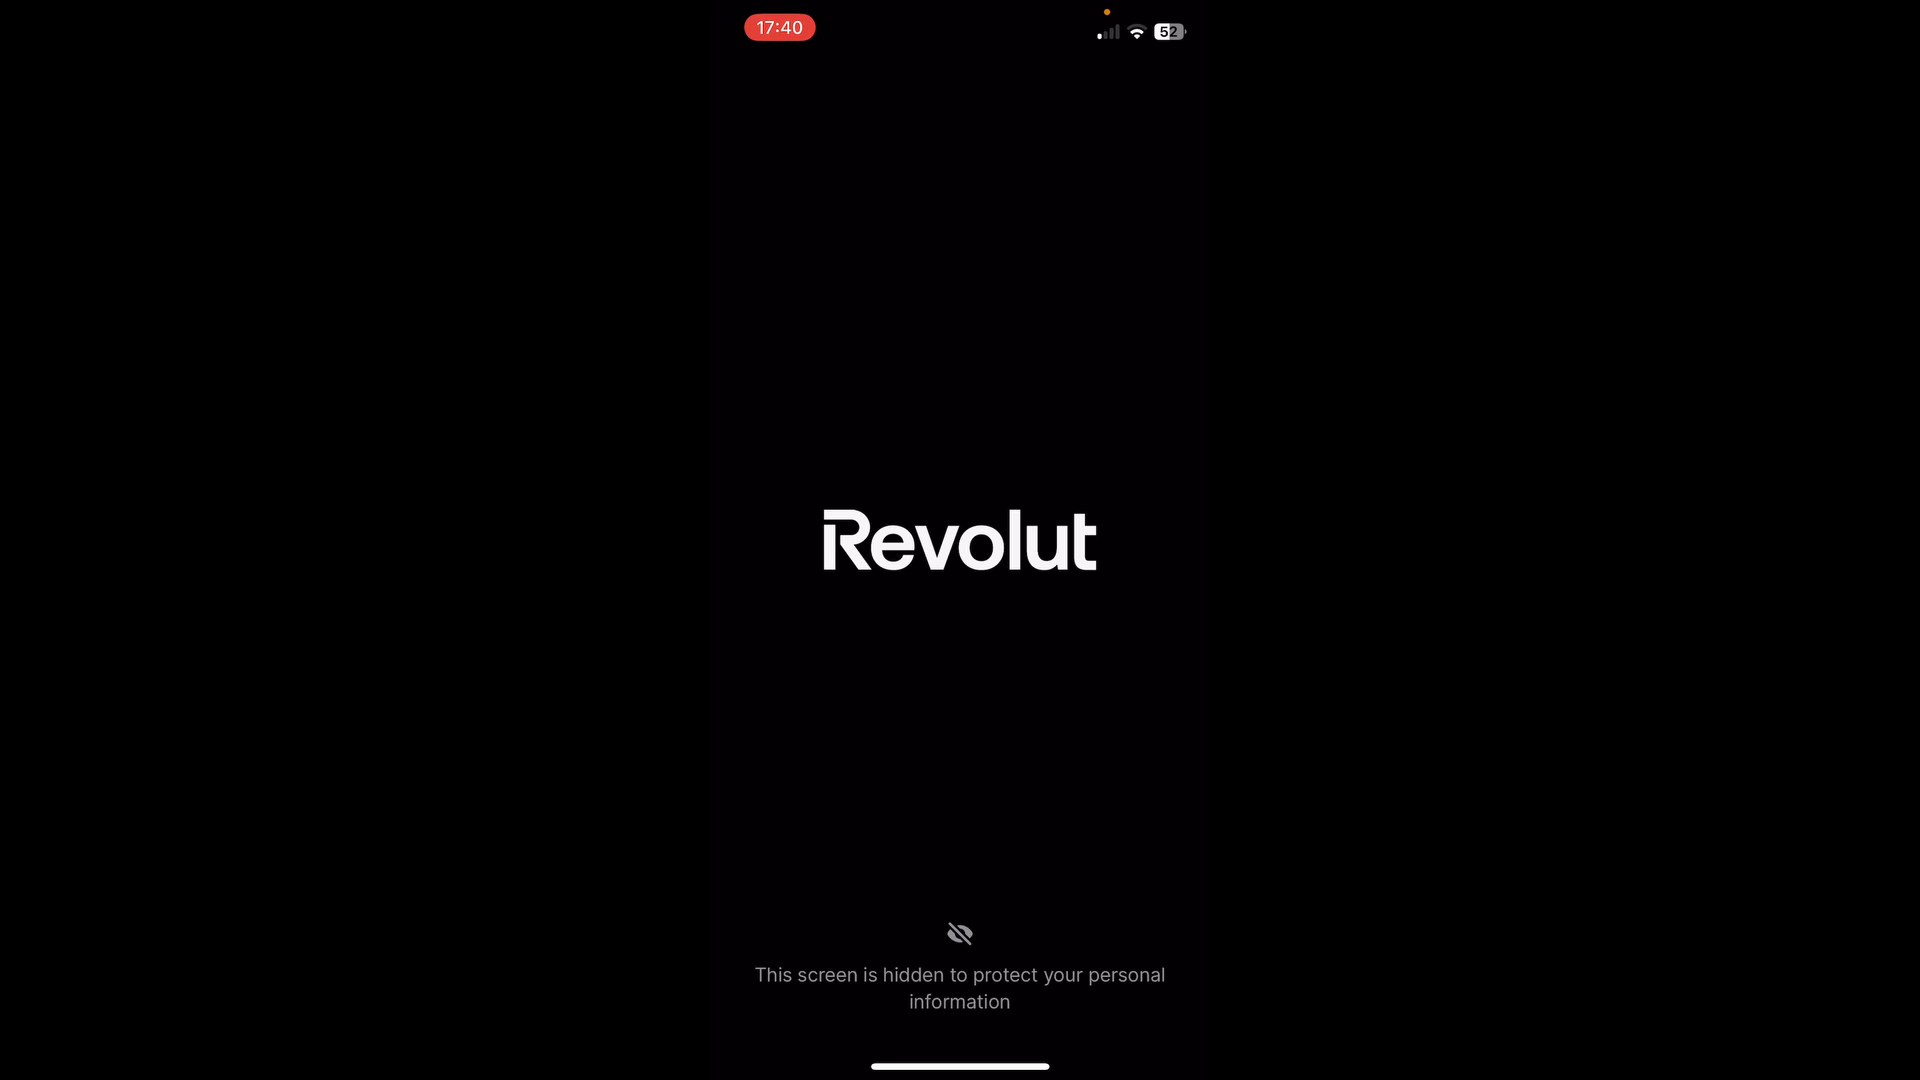 17:40
52
Revolut
This screen is hidden to protect your personal
information